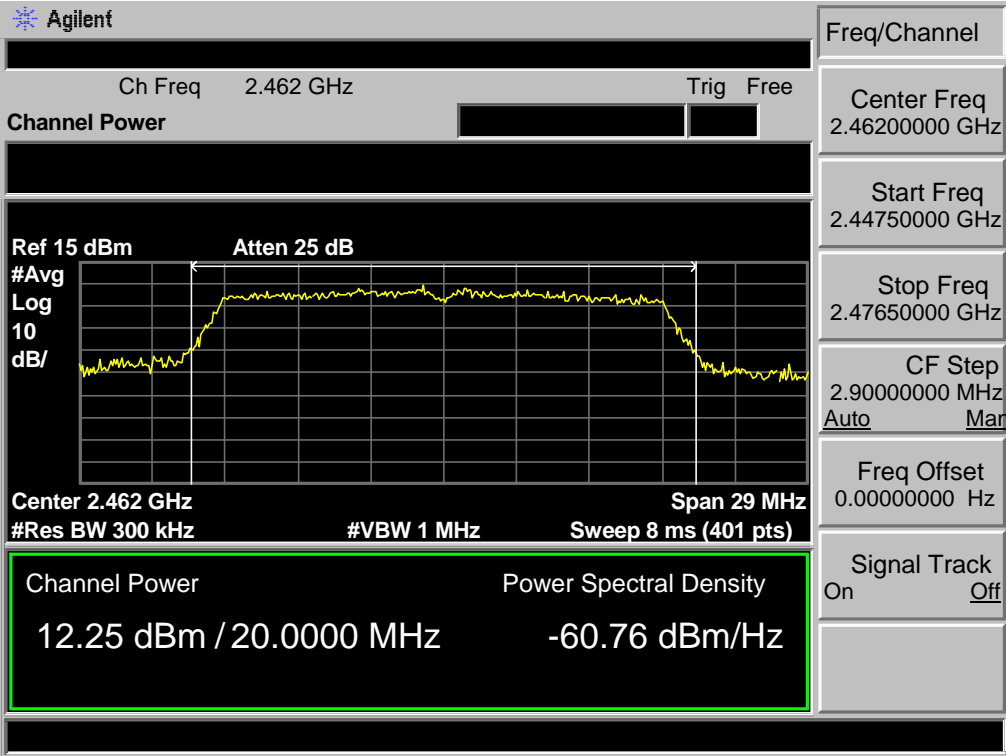 Agilent
Ch Freq 2.462 GHz Trig Free
Channel Power
Ref 15 dBm Atten 25 dB
#Avg
Log
10
dB/
Center 2.462 GHz Span 29 MHz
#Res BW 300 kHz #VBW 1 MHz Sweep 8 ms (401 pts)
Channel Power Power Spectral Density
12.25 dBm / 20.0000 MHz -60.76 dBm/Hz
Freq/Channel
Center Freq
2.46200000 GHz
Start Freq
2.44750000 GHz
Stop Freq
2.47650000 GHz
CF Step
2.90000000 MHz
Auto Man
Freq Offset
0.00000000 Hz
Signal Track
On Off